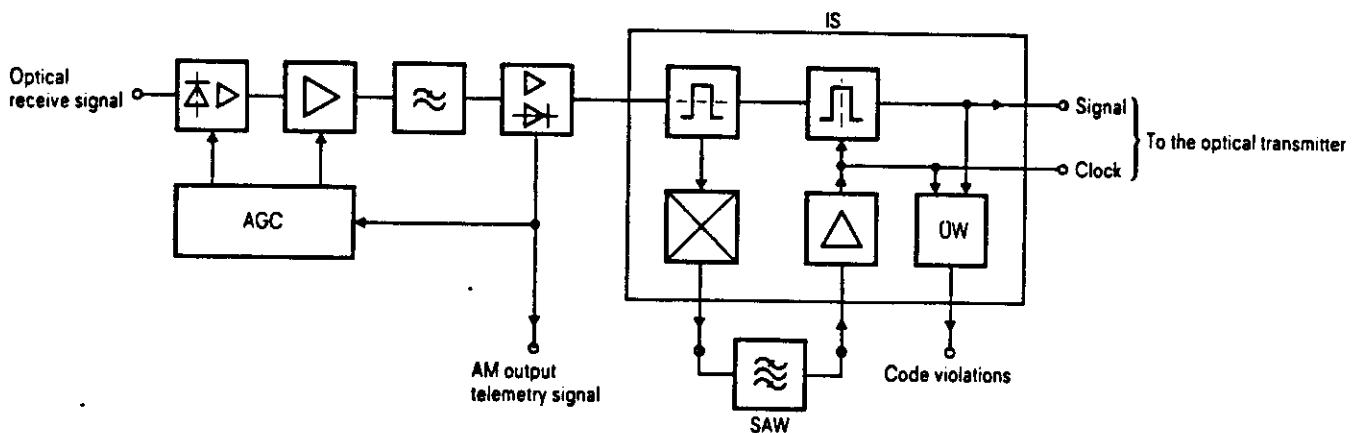 IS
Optical
receive signal
Signal
To the optical transmitter
Clock
AGC
OW
AM output
telemetry signal
SAW
Code violations